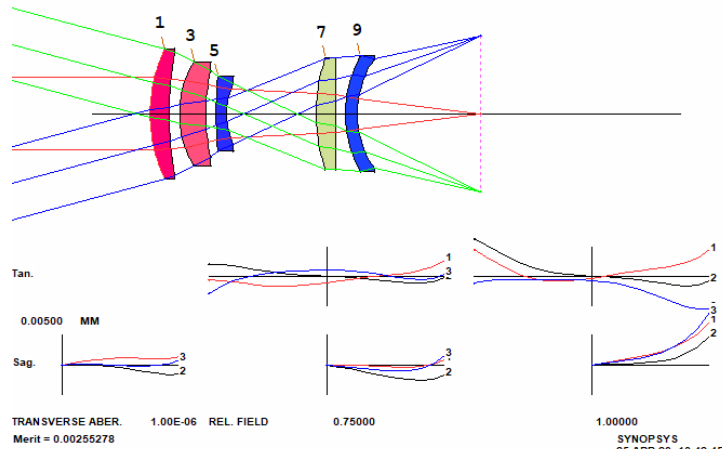 1 3 5 7 9
Tan.
1
3
2
1
2
3
0.00500 MM
Sag.
3
2
3
1
2
3
1
2
TRANSVERSE ABER. 1.00E-06 REL. FIELD 0.75000 1.00000
Merit = 0.00255278 SYNOPSYS